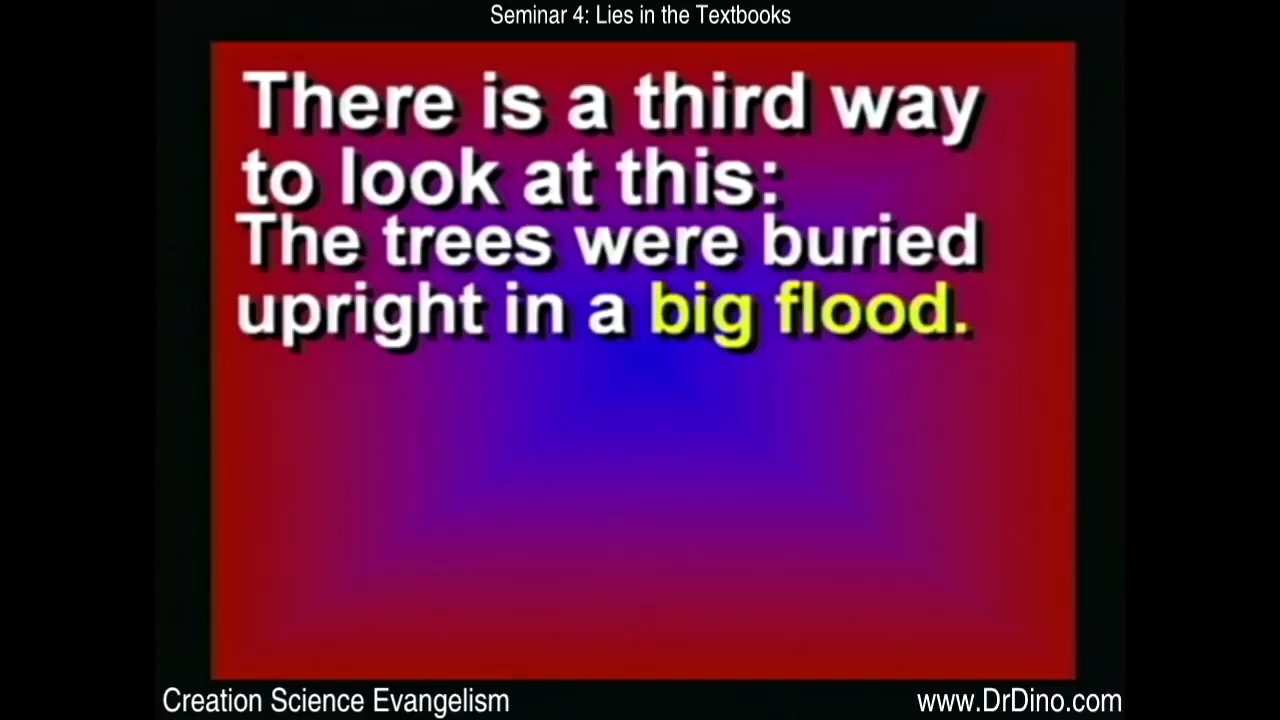 Seminar 4: Lies in the Textbooks
There is a third way
to look at this:
The trees were buried
upright in a big flood.
Creation Science Evangelism
www.DrDino.com